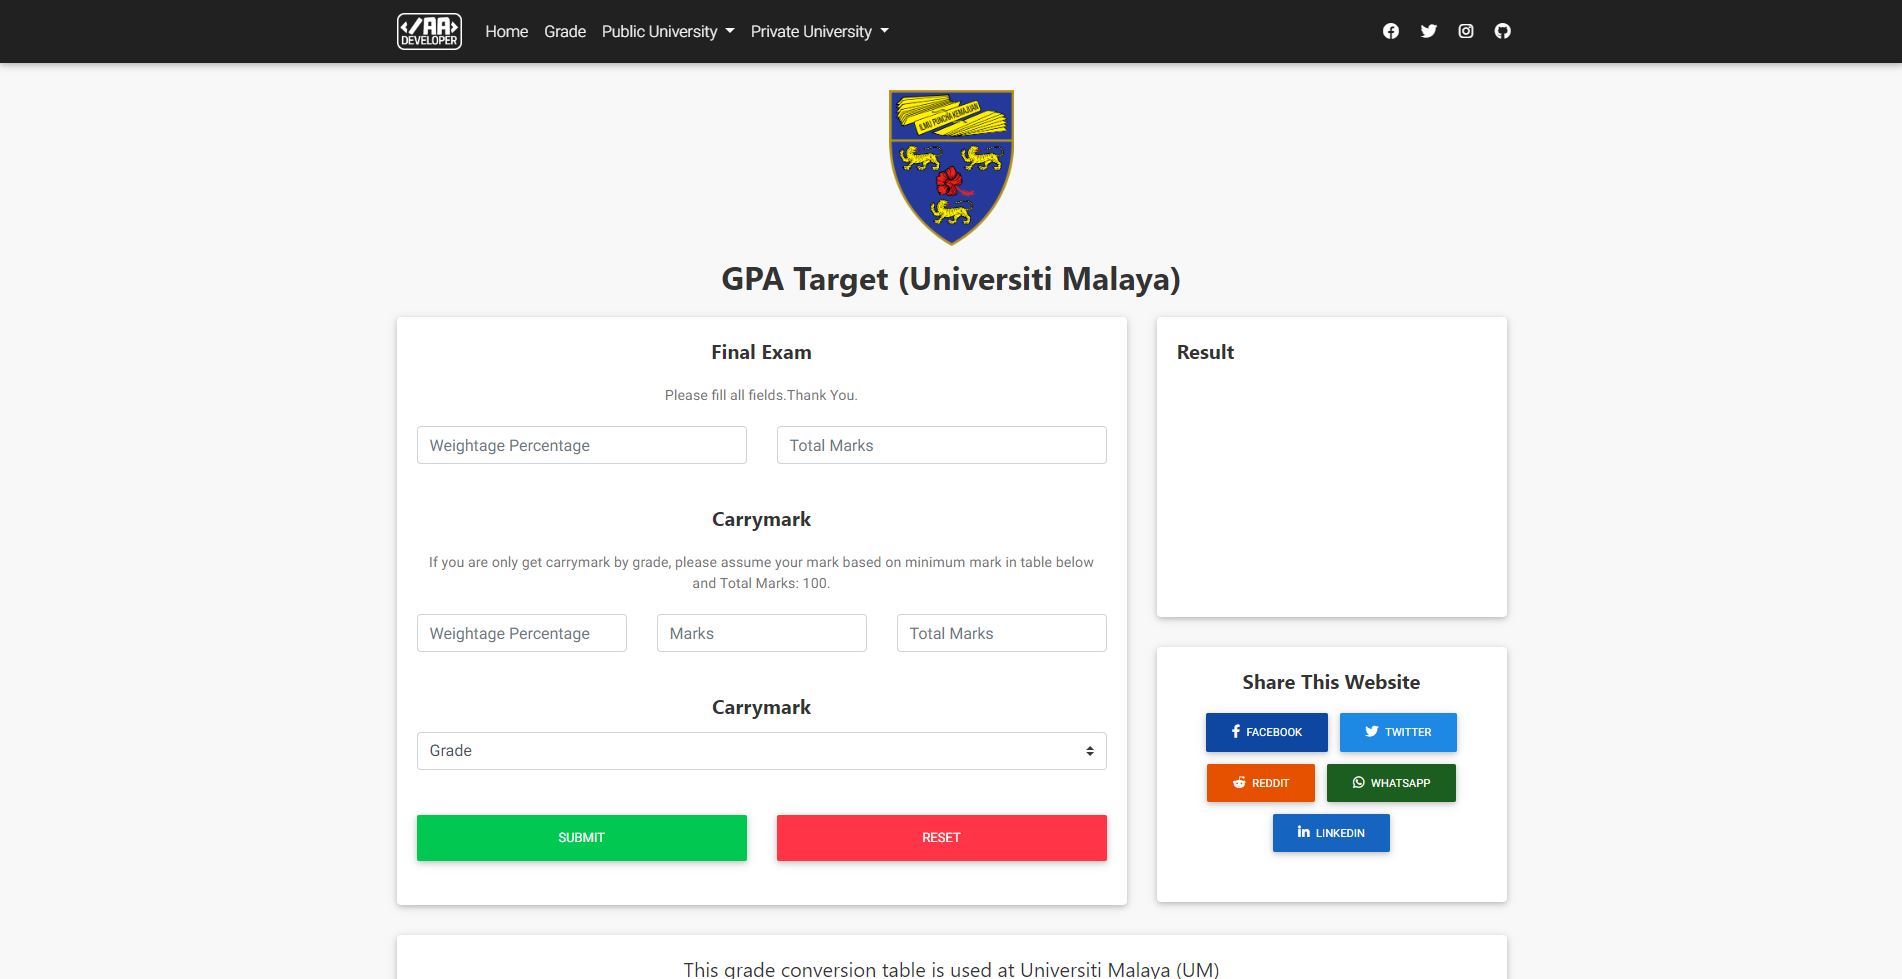 </AA>
DEVELOPER
Home Grade Public University Private University
ILMU PUNCHA KEMAJUAN
GPA Target (Universiti Malaya)
Final Exam
Please fill all fields.Thank You.
Weightage Percentage Total Marks
Carrymark
If you are only get carrymark by grade, please assume your mark based on minimum mark in table below
and Total Marks: 100.
Weightage Percentage Marks Total Marks
Carrymark
Grade
SUBMIT RESET
Result
Share This Website
FACEBOOK TWITTER
REDDIT WHATSAPP
LINKEDIN
This grade conversion table is used at Universiti Malaya (UM)